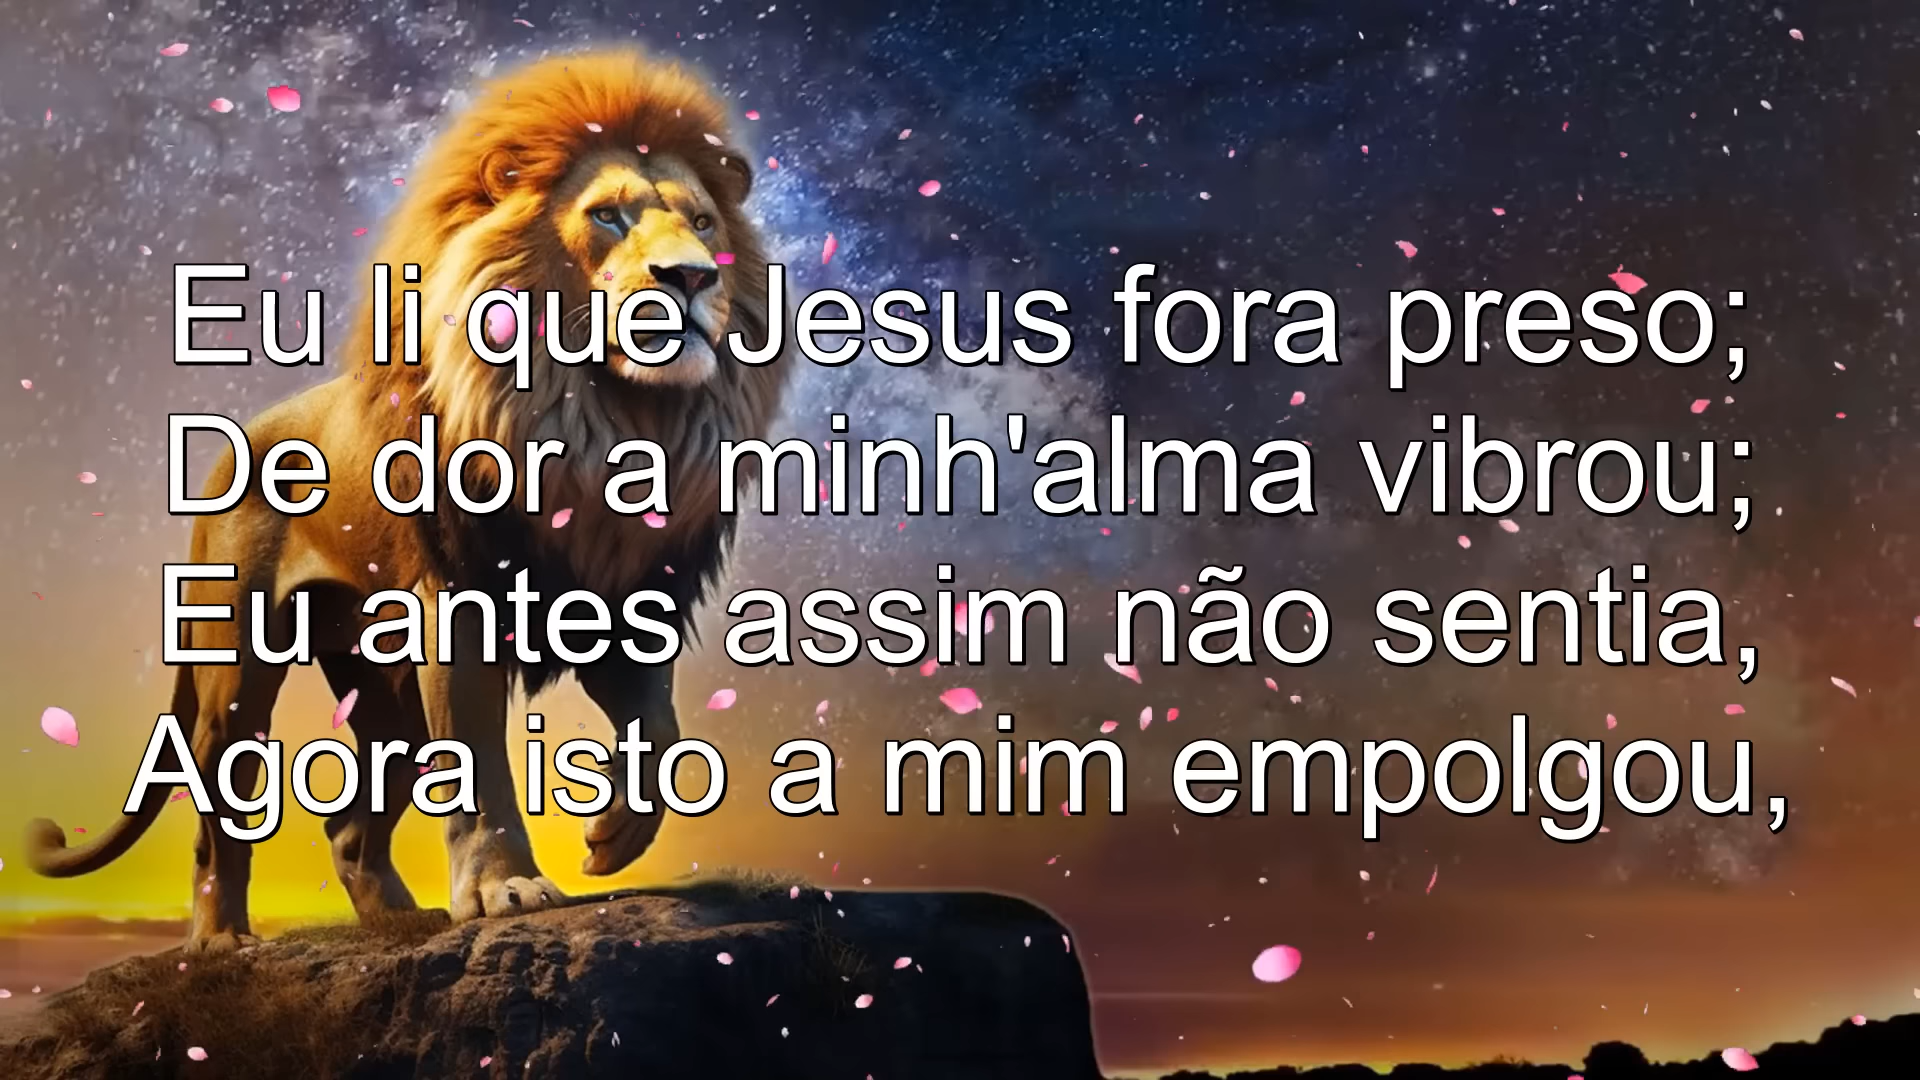 Eu li que Jesus fora preso;
De dor a minh'alma vibrou;
Eu antes assim não sentia,
Agora isto a mim empolgou,